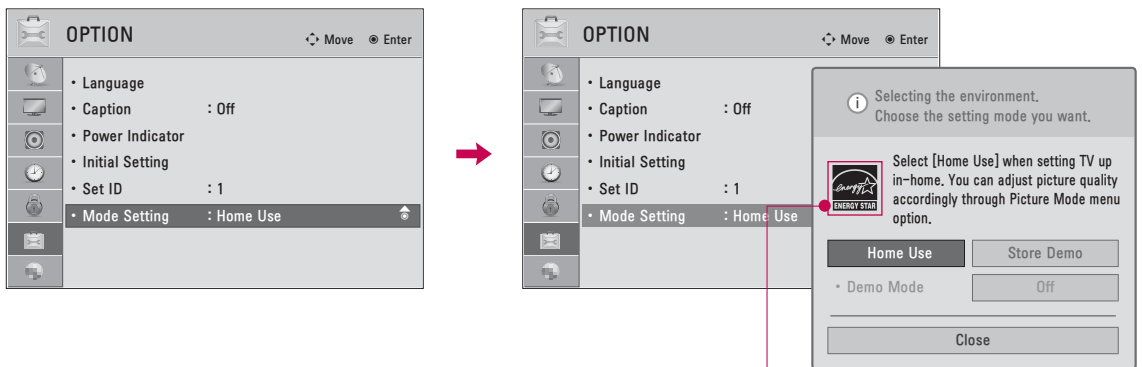 OPTION
Move Enter
• Language
• Caption : Off
• Power Indicator
• Initial Setting
• Set ID : 1
• Mode Setting : Home Use
OPTION
Move Enter
• Language
• Caption : Off
• Power Indicator
• Initial Setting
• Set ID : 1
• Mode Setting : Home Use
i
Selecting the environment.
Choose the setting mode you want.
energy
ENERGY STAR
Select [Home Use] when setting TV up
in-home. You can adjust picture quality
accordingly through Picture Mode menu
option.
Home Use Store Demo
• Demo Mode Off
Close